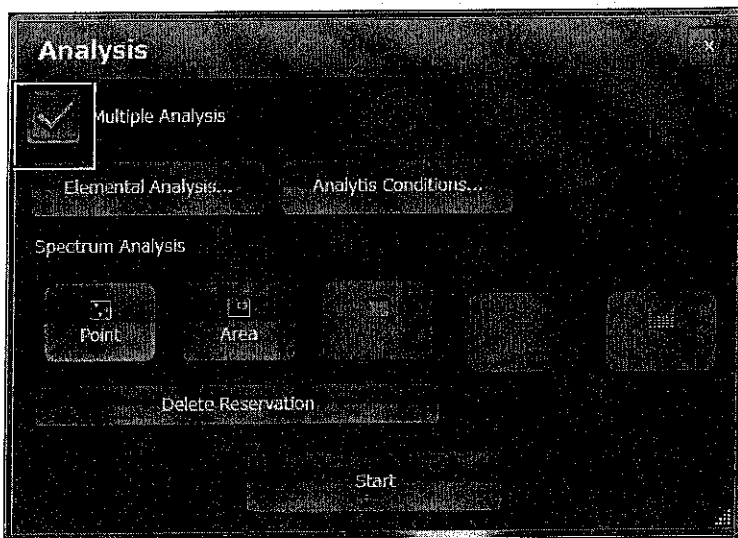 Analysis
Multiple Analysis
Elemental Analysis... Analytis Conditions...
Spectrum Analysis
Point Area
Delete Reservation
Start